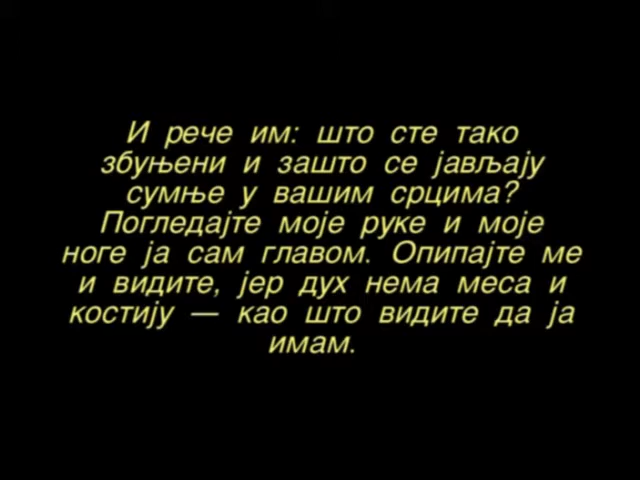 И рече им: што сте тако
збуњени и зашто се јављају
сумње у вашим срцима?
Погледајте моје руке и моје
ноге ја сам главом. Опипајте ме
и видите, јер дух нема меса и
костију — као што видите да ја
имам.